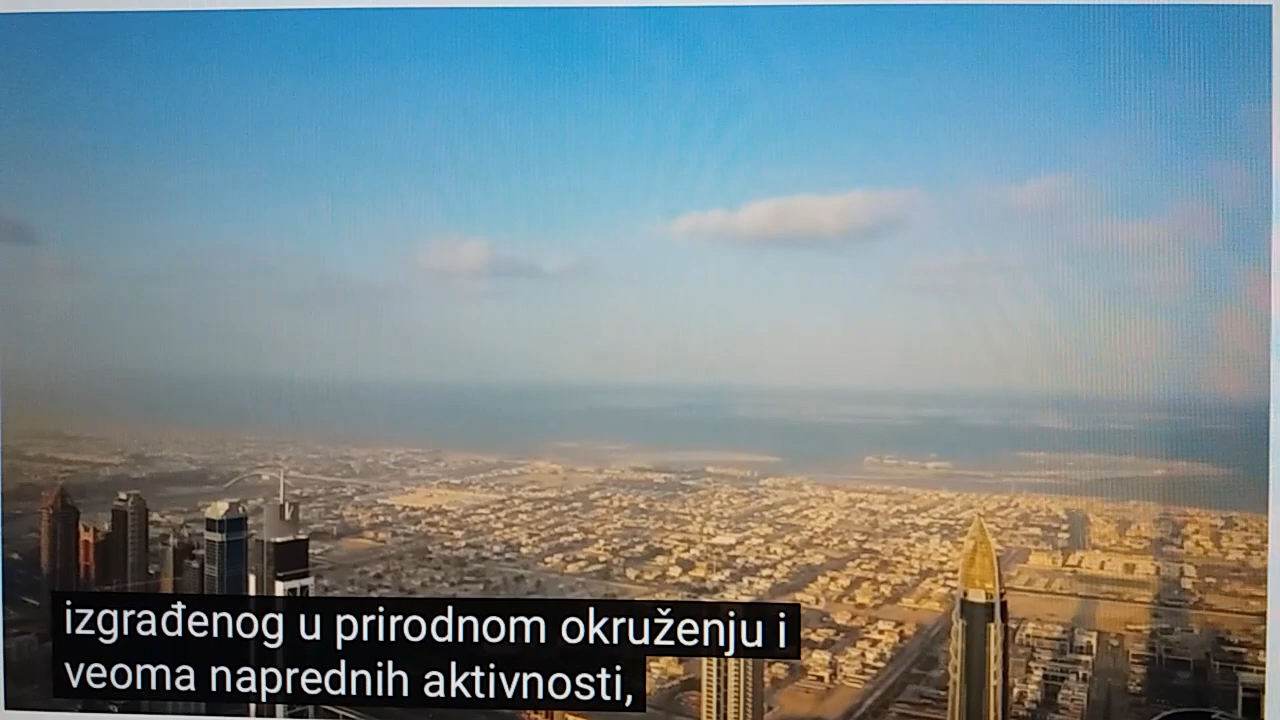 izgrađenog u prirodnom okruženju i
veoma naprednih aktivnosti,